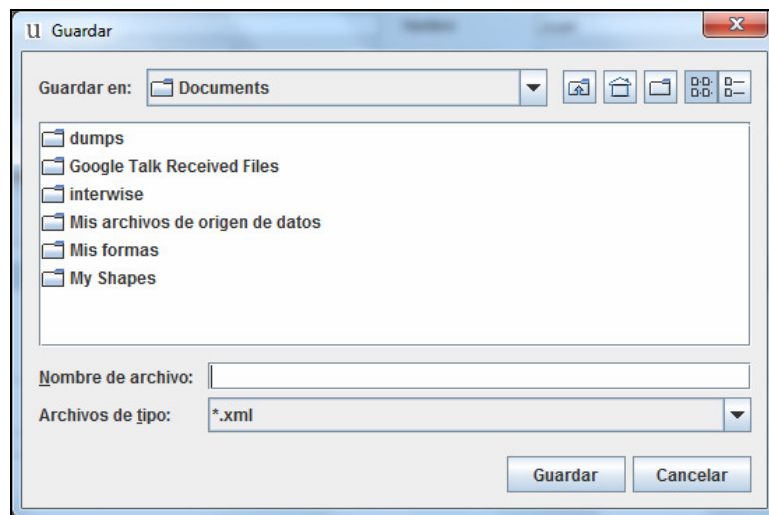 u Guardar
Guardar en: Documents
dumps
Google Talk Received Files
interwise
Mis archivos de origen de datos
Mis formas
My Shapes
Nombre de archivo:
Archivos de tipo: *.xml
Guardar Cancelar